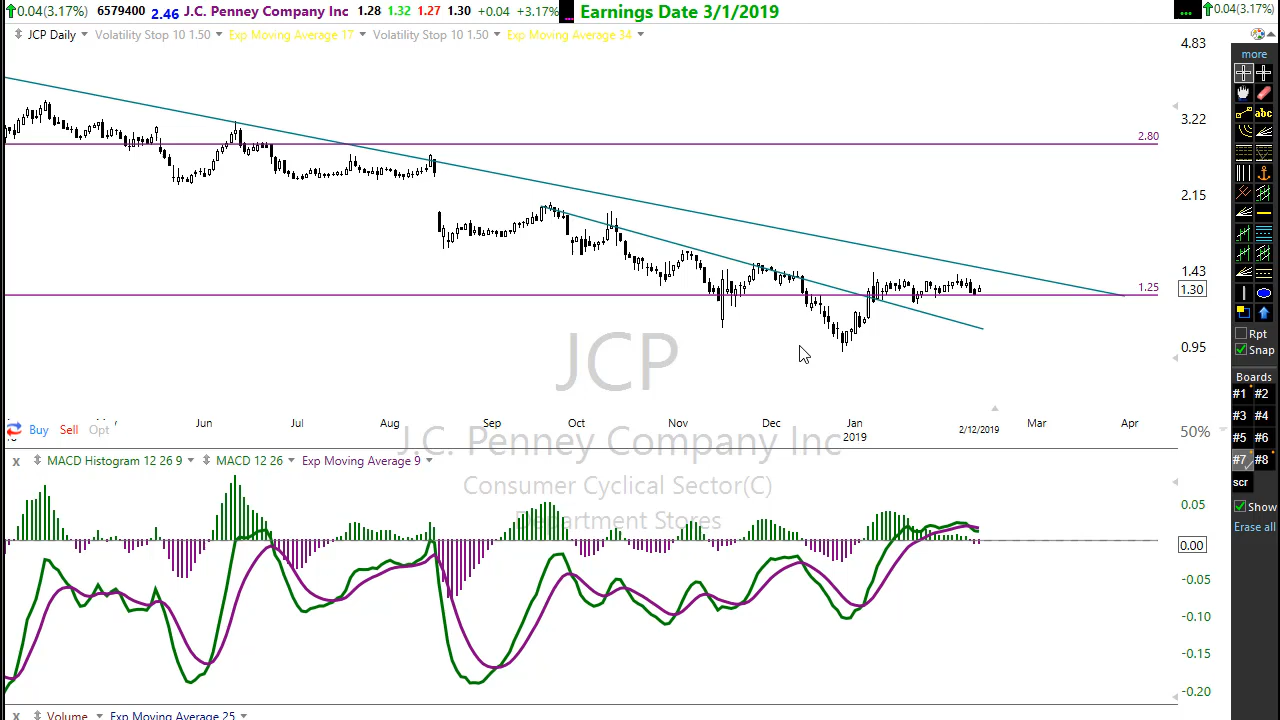 0.04(3.17%) 6579400 2.46 J.C. Penney Company Inc 1.28 1.32 1.27 1.30 +0.04 +3.17% ... Earnings Date 3/1/2019 ... 0.04(3.17%)
JCP Daily Volatility Stop 10 1.50 Exp Moving Average 17 Volatility Stop 10 1.50 Exp Moving Average 34
4.83
more
abc
3.22
2.80
2.15
1.43
1.25
1.30
0.95
JCP
Rpt
Snap
Boards
#1 #2
#3 #4
#5 #6
#7 #8
scr
Show
Erase all
Jun Jul Aug Sep Oct Nov Dec Jan Mar Apr
2019 2/12/2019
Buy Sell Opt
50%
J.C. Penney Company Inc
Consumer Cyclical Sector(C)
Department Stores
X MACD Histogram 12 26 9 MACD 12 26 Exp Moving Average 9
0.05
0.00
-0.05
-0.10
-0.15
-0.20
X Volume Exp Moving Average 25